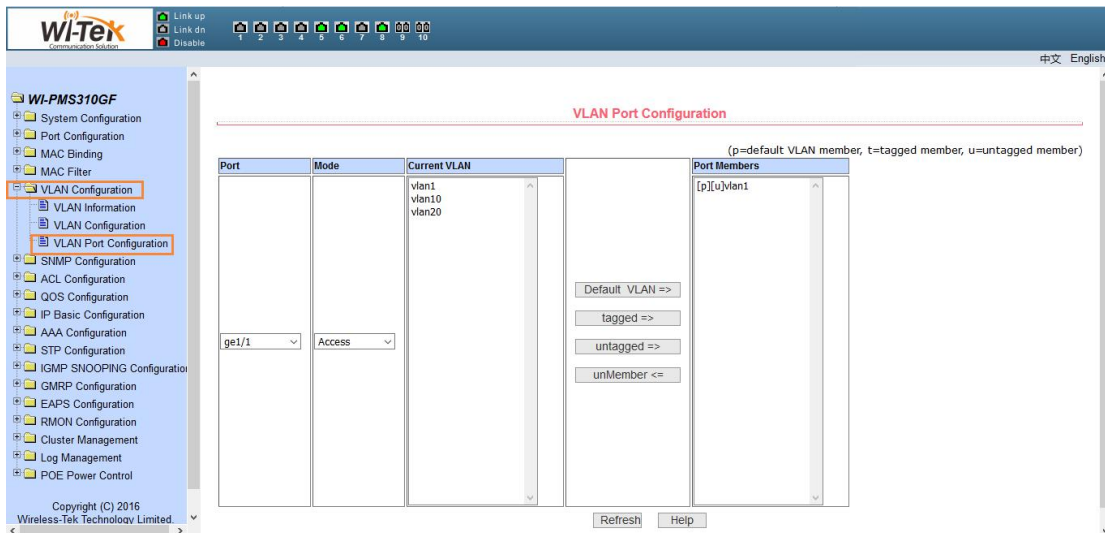 WI-TEK
Communication Solution
Link up
Link dn
Disable
1 2 3 4 5 6 7 8 9 10
中文 English
WI-PMS310GF
System Configuration
Port Configuration
MAC Binding
MAC Filter
VLAN Configuration
VLAN Information
VLAN Configuration
VLAN Port Configuration
SNMP Configuration
ACL Configuration
QOS Configuration
IP Basic Configuration
AAA Configuration
STP Configuration
IGMP SNOOPING Configuration
GMRP Configuration
EAPS Configuration
RMON Configuration
Cluster Management
Log Management
POE Power Control
Copyright (C) 2016
Wireless-Tek Technology Limited.
VLAN Port Configuration
(p=default VLAN member, t=tagged member, u=untagged member)
Port Mode Current VLAN Port Members
ge1/1 Access
vlan1
vlan10
vlan20
Default VLAN =>
tagged =>
untagged =>
unMember <=
[p][u]vlan1
Refresh Help